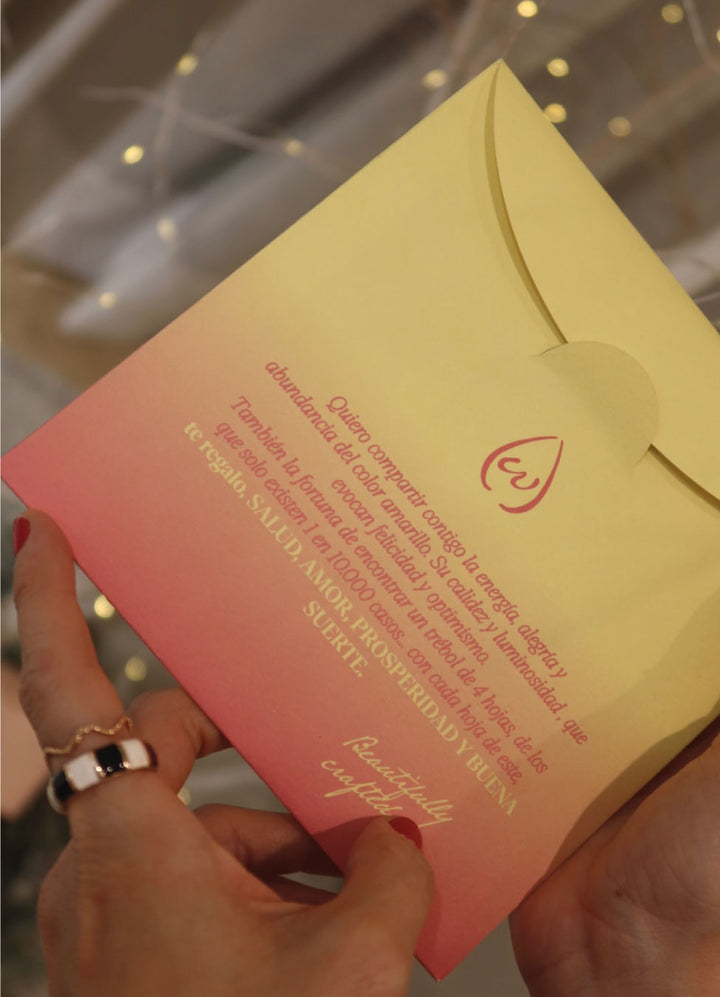 Quiero compartir contigo la energía, alegría y
abundancia del color amarillo. Su calidez y luminosidad , que
evocan felicidad y optimismo.
También la fortuna de encontrar un trébol de 4 hojas, de los
que solo existen 1 en 10.000 casos... con cada hoja de este,
te regalo, SALUD, AMOR, PROSPERIDAD Y BUENA
SUERTE.
Beautifully
crafted